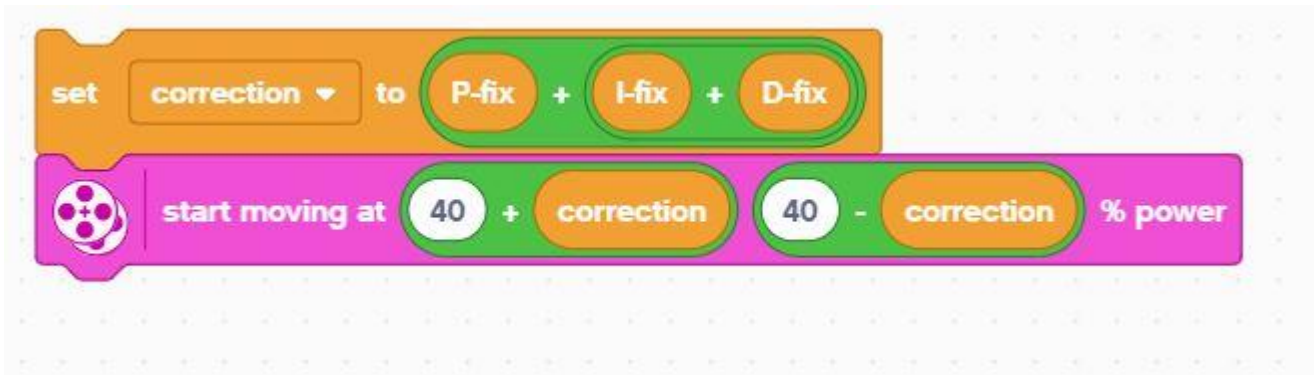 set correction to P-fix + I-fix + D-fix
start moving at 40 + correction 40 - correction % power